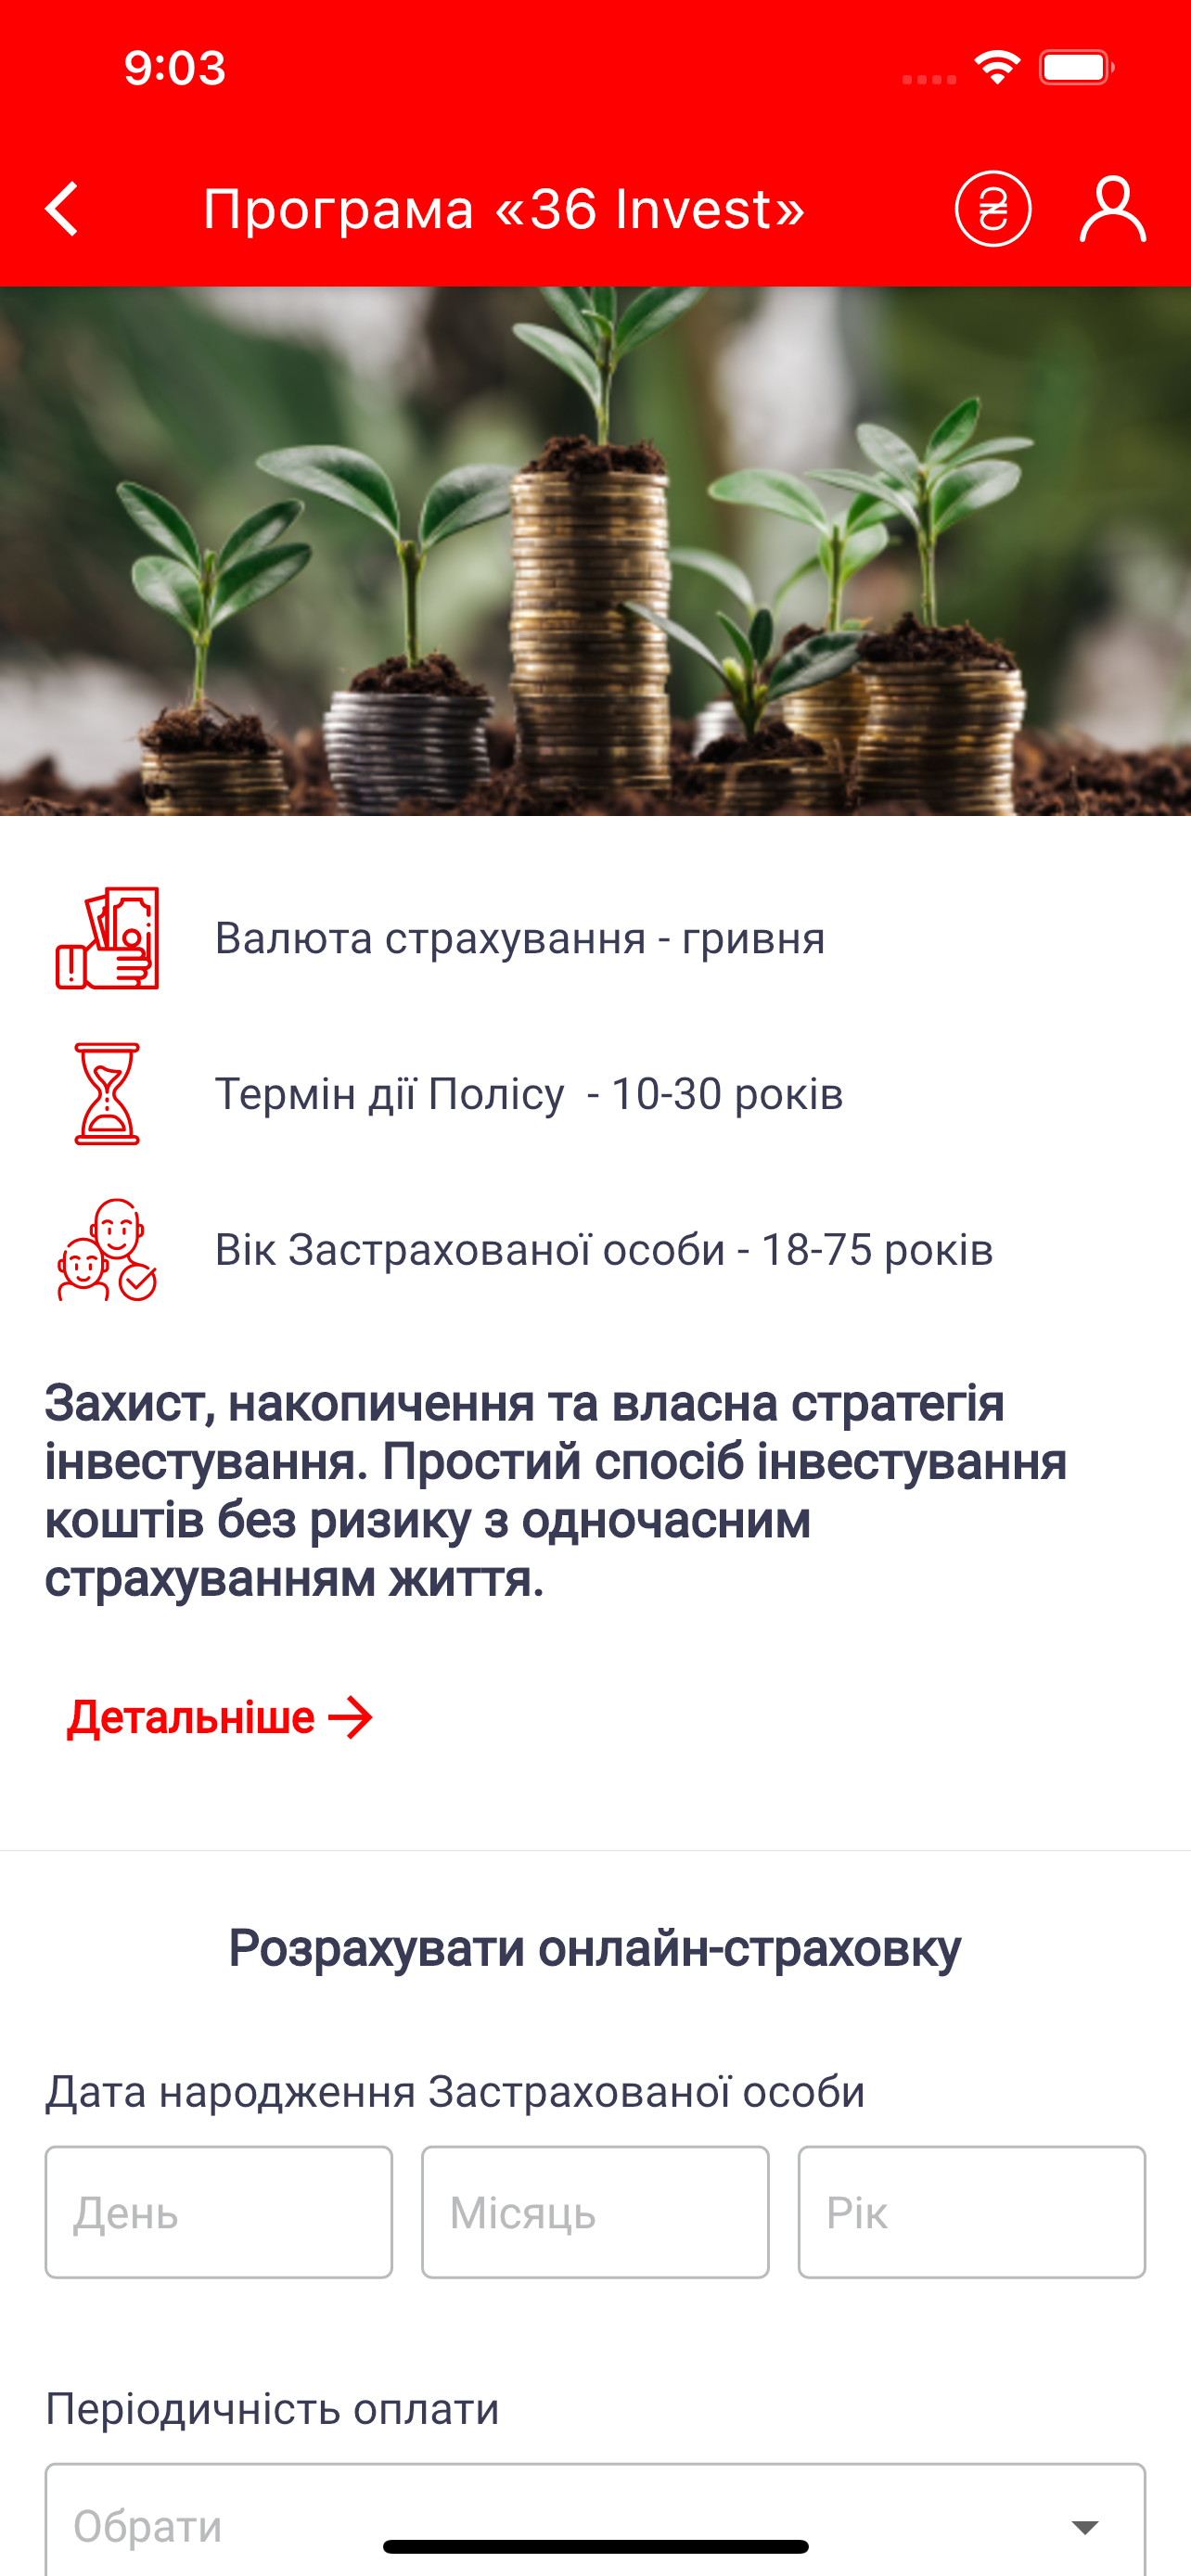 9:03
Програма «36 Invest»
Валюта страхування - гривня
Термін дії Полісу  - 10-30 років
Вік Застрахованої особи - 18-75 років
Захист, накопичення та власна стратегія
інвестування. Простий спосіб інвестування
коштів без ризику з одночасним
страхуванням життя.
Детальніше
Розрахувати онлайн-страховку
Дата народження Застрахованої особи
День
Місяць
Рік
Періодичність оплати
Обрати